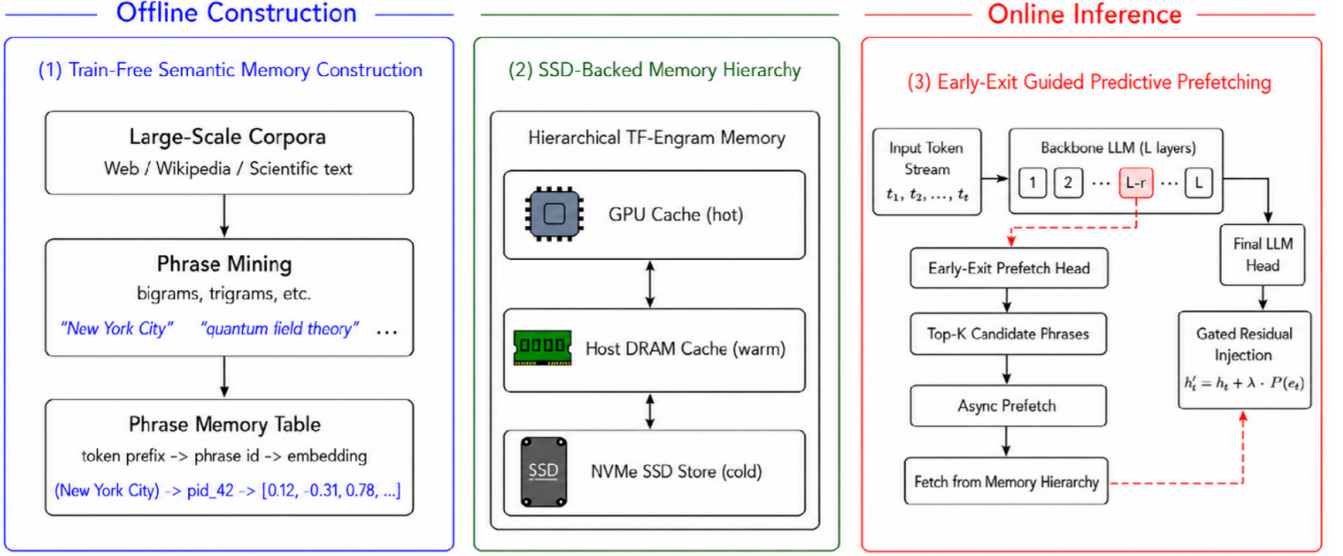 Offline Construction
(1) Train-Free Semantic Memory Construction
Large-Scale Corpora
Web / Wikipedia / Scientific text
Phrase Mining
bigrams, trigrams, etc.
"New York City" "quantum field theory" ...
Phrase Memory Table
token prefix -> phrase id -> embedding
(New York City) -> pid_42 -> [0.12, -0.31, 0.78, ...]
(2) SSD-Backed Memory Hierarchy
Hierarchical TF-Engram Memory
GPU Cache (hot)
Host DRAM Cache (warm)
SSD
NVMe SSD Store (cold)
Online Inference
(3) Early-Exit Guided Predictive Prefetching
Input Token
Stream
t₁, t₂, ..., tₜ
Backbone LLM (L layers)
1 2 ... L-r ... L
Early-Exit Prefetch Head
Top-K Candidate Phrases
Async Prefetch
Fetch from Memory Hierarchy
Final LLM
Head
Gated Residual
Injection
h′ₜ = hₜ + λ · P(eₜ)